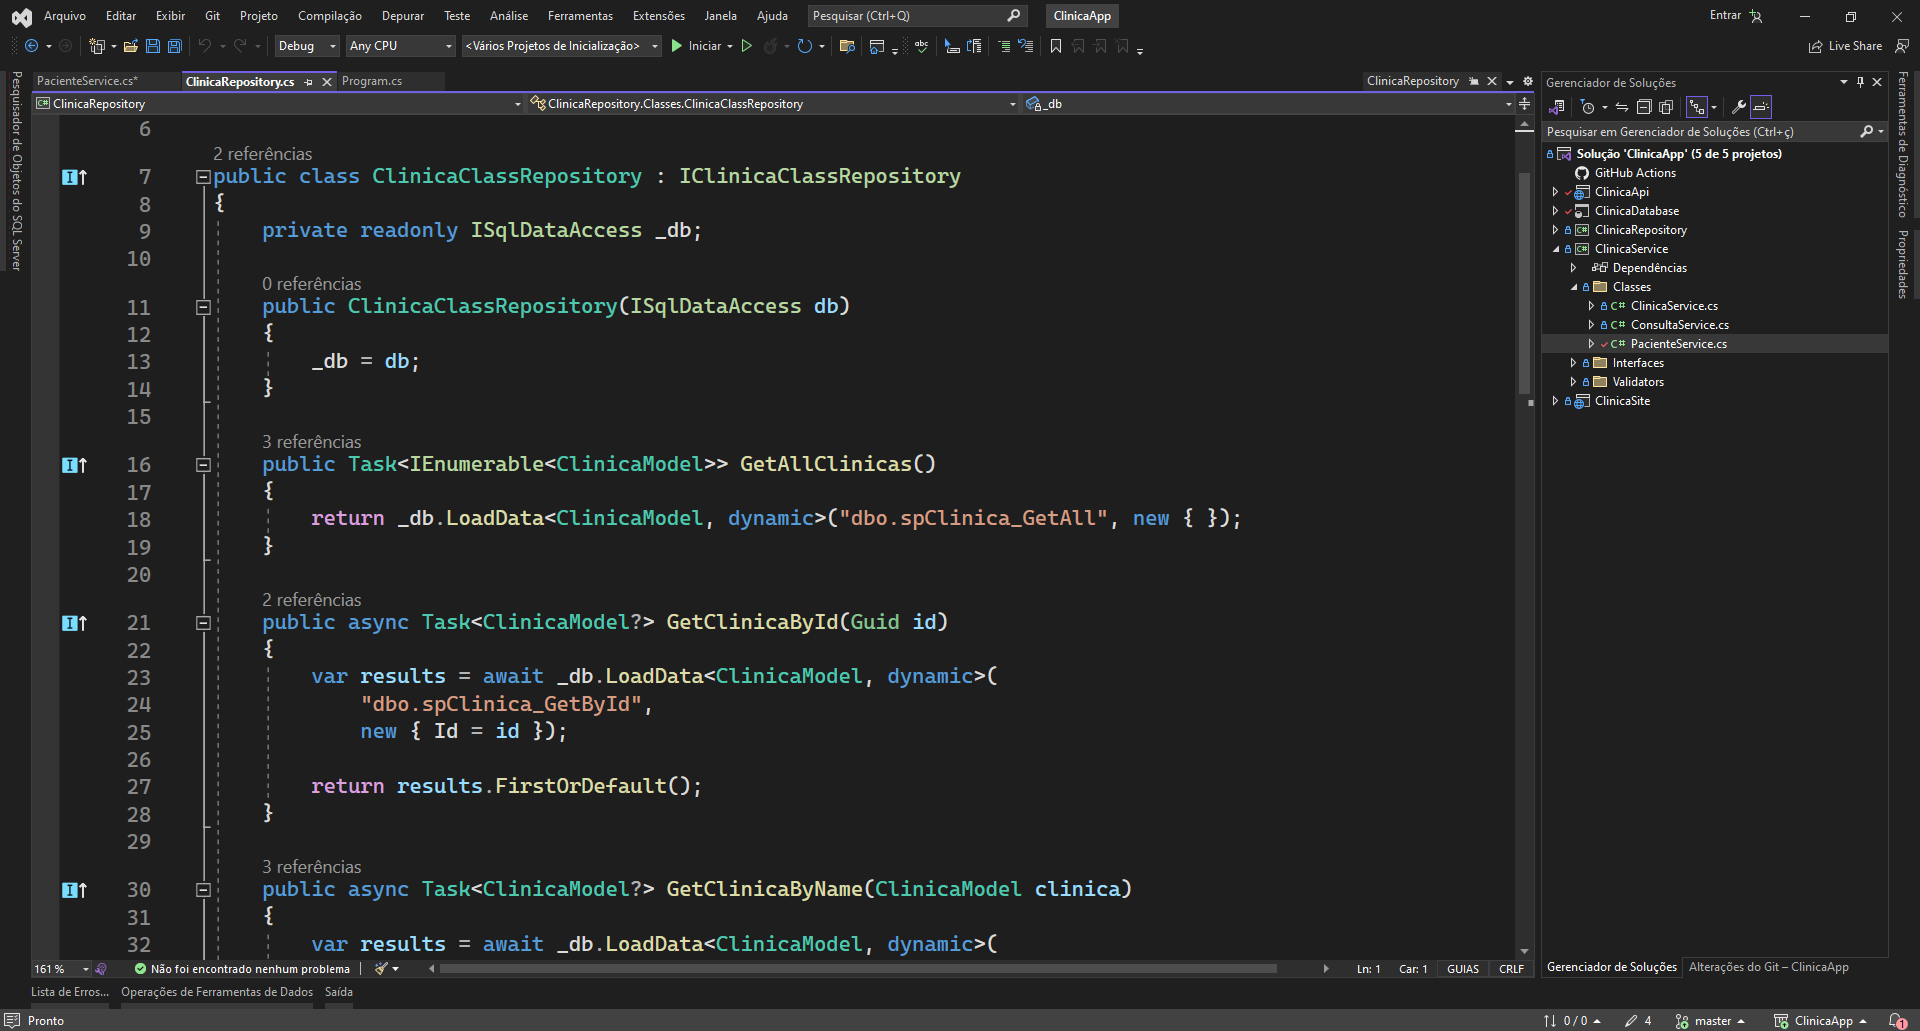 Arquivo Editar Exibir Git Projeto Compilação Depurar Teste Análise Ferramentas Extensões Janela Ajuda Pesquisar (Ctrl+Q) ClinicaApp Entrar
Debug Any CPU <Vários Projetos de Inicialização> Iniciar Live Share
PacienteService.cs* ClinicaRepository.cs Program.cs ClinicaRepository
ClinicaRepository ClinicaRepository.Classes.ClinicaClassRepository _db
Pesquisador de Objetos do SQL Server
6
2 referências
7 public class ClinicaClassRepository : IClinicaClassRepository
8 {
9 private readonly ISqlDataAccess _db;
10
0 referências
11 public ClinicaClassRepository(ISqlDataAccess db)
12 {
13 _db = db;
14 }
15
3 referências
16 public Task<IEnumerable<ClinicaModel>> GetAllClinicas()
17 {
18 return _db.LoadData<ClinicaModel, dynamic>("dbo.spClinica_GetAll", new { });
19 }
20
2 referências
21 public async Task<ClinicaModel?> GetClinicaById(Guid id)
22 {
23 var results = await _db.LoadData<ClinicaModel, dynamic>(
24 "dbo.spClinica_GetById",
25 new { Id = id });
26
27 return results.FirstOrDefault();
28 }
29
3 referências
30 public async Task<ClinicaModel?> GetClinicaByName(ClinicaModel clinica)
31 {
32 var results = await _db.LoadData<ClinicaModel, dynamic>(
161 % Não foi encontrado nenhum problema Ln: 1 Car: 1 GUIAS CRLF
Lista de Erros... Operações de Ferramentas de Dados Saída
Gerenciador de Soluções
Pesquisar em Gerenciador de Soluções (Ctrl+ç)
Solução 'ClinicaApp' (5 de 5 projetos)
GitHub Actions
ClinicaApi
ClinicaDatabase
ClinicaRepository
ClinicaService
Dependências
Classes
C# ClinicaService.cs
C# ConsultaService.cs
C# PacienteService.cs
Interfaces
Validators
ClinicaSite
Gerenciador de Soluções Alterações do Git – ClinicaApp
Ferramentas de Diagnóstico
Propriedades
Pronto 0 / 0 4 master ClinicaApp 1